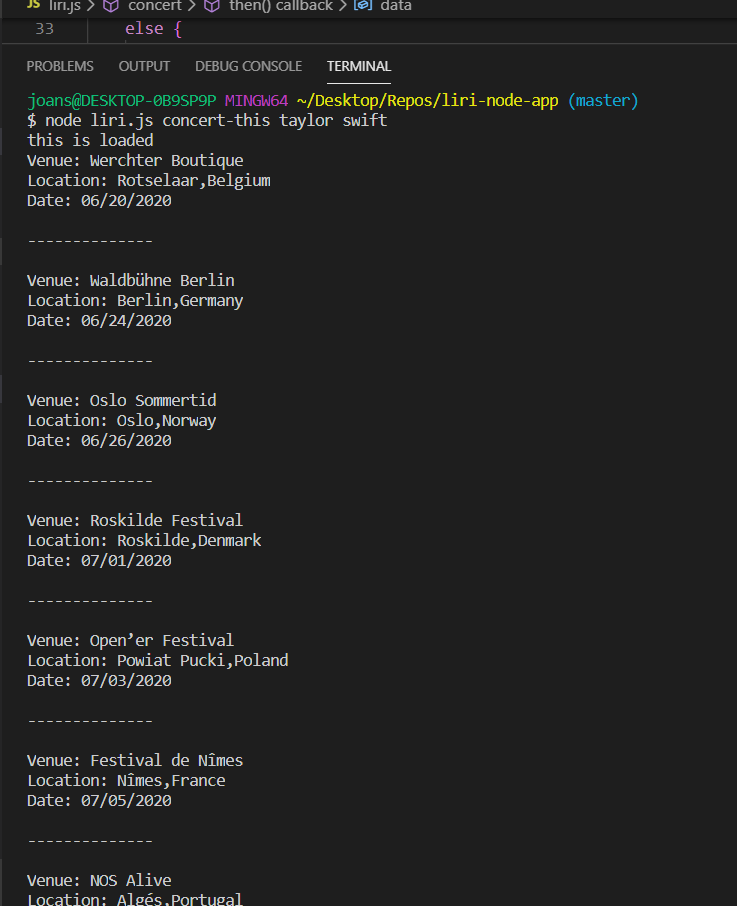 JS liri.js > concert > then() callback > data
33 else {
PROBLEMS OUTPUT DEBUG CONSOLE TERMINAL
joans@DESKTOP-0B9SP9P MINGW64 ~/Desktop/Repos/liri-node-app (master)
$ node liri.js concert-this taylor swift
this is loaded
Venue: Werchter Boutique
Location: Rotselaar,Belgium
Date: 06/20/2020
--------------
Venue: Waldbühne Berlin
Location: Berlin,Germany
Date: 06/24/2020
--------------
Venue: Oslo Sommertid
Location: Oslo,Norway
Date: 06/26/2020
--------------
Venue: Roskilde Festival
Location: Roskilde,Denmark
Date: 07/01/2020
--------------
Venue: Open’er Festival
Location: Powiat Pucki,Poland
Date: 07/03/2020
--------------
Venue: Festival de Nîmes
Location: Nîmes,France
Date: 07/05/2020
--------------
Venue: NOS Alive
Location: Algés,Portugal